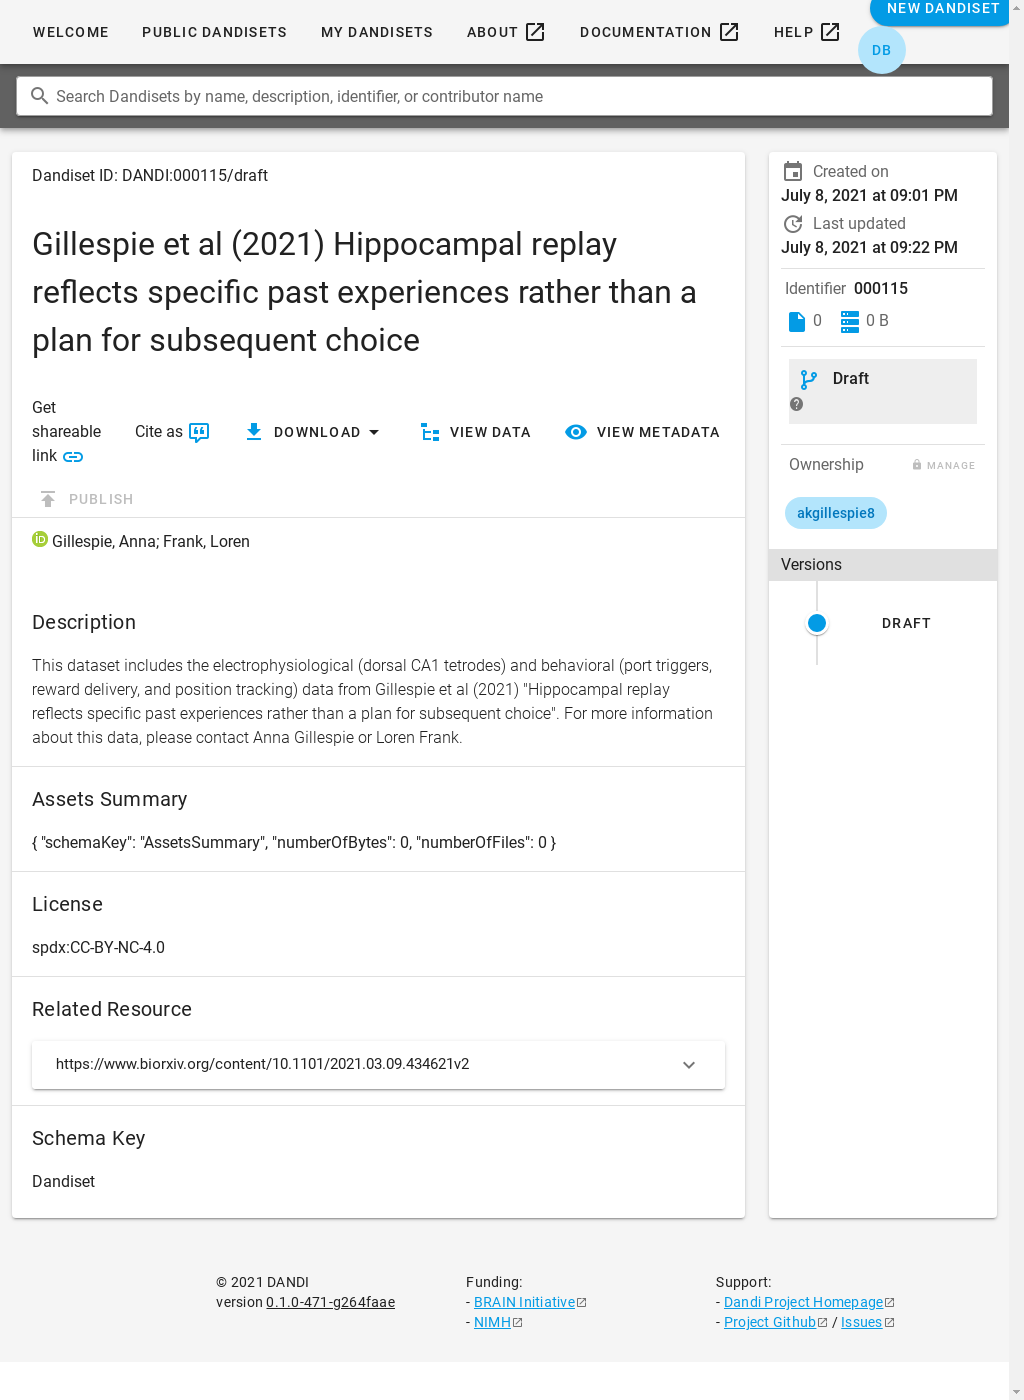 WELCOME PUBLIC DANDISETS MY DANDISETS ABOUT DOCUMENTATION HELP NEW DANDISET
DB
Search Dandisets by name, description, identifier, or contributor name
Dandiset ID: DANDI:000115/draft
Gillespie et al (2021) Hippocampal replay
reflects specific past experiences rather than a
plan for subsequent choice
Get
shareable
link
Cite as
DOWNLOAD
VIEW DATA
VIEW METADATA
PUBLISH
Gillespie, Anna; Frank, Loren
Description
This dataset includes the electrophysiological (dorsal CA1 tetrodes) and behavioral (port triggers,
reward delivery, and position tracking) data from Gillespie et al (2021) "Hippocampal replay
reflects specific past experiences rather than a plan for subsequent choice". For more information
about this data, please contact Anna Gillespie or Loren Frank.
Assets Summary
{ "schemaKey": "AssetsSummary", "numberOfBytes": 0, "numberOfFiles": 0 }
License
spdx:CC-BY-NC-4.0
Related Resource
https://www.biorxiv.org/content/10.1101/2021.03.09.434621v2
Schema Key
Dandiset
Created on
July 8, 2021 at 09:01 PM
Last updated
July 8, 2021 at 09:22 PM
Identifier 000115
0 0 B
Draft
Ownership MANAGE
akgillespie8
Versions
DRAFT
© 2021 DANDI
version 0.1.0-471-g264faae
Funding:
- BRAIN Initiative
- NIMH
Support:
- Dandi Project Homepage
- Project Github / Issues